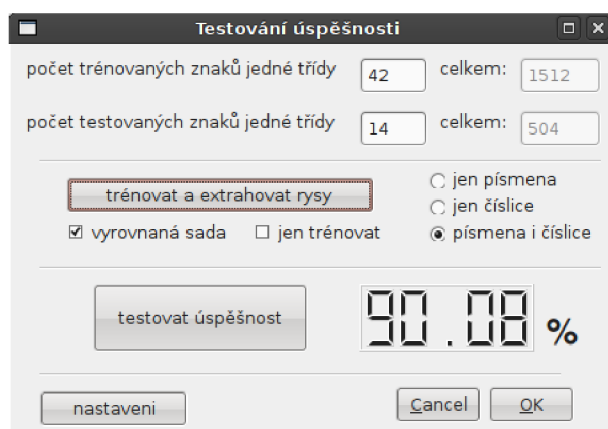 Testování úspěšnosti
počet trénovaných znaků jedné třídy 42 celkem: 1512
počet testovaných znaků jedné třídy 14 celkem: 504
jen písmena
trénovat a extrahovat rysy
jen číslice
vyrovnaná sada jen trénovat písmena i číslice
testovat úspěšnost 90.08 %
nastaveni Cancel OK